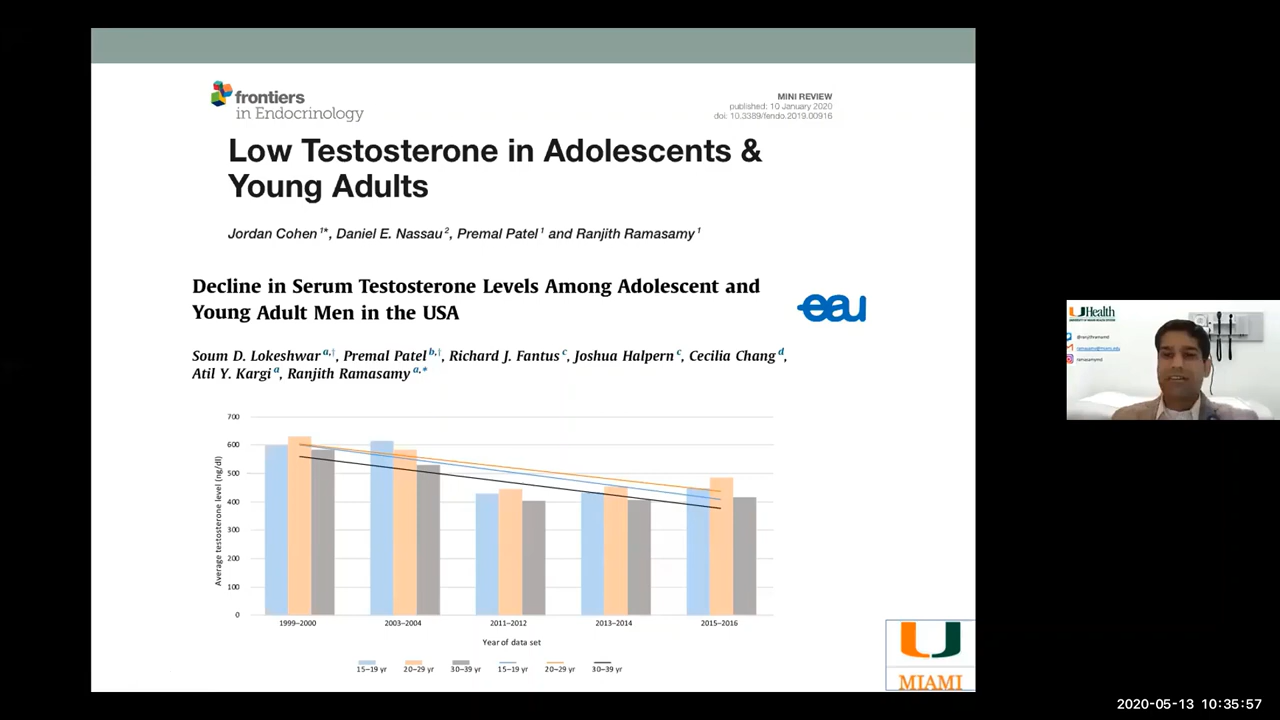 frontiers
in Endocrinology
MINI REVIEW
published: 10 January 2020
doi: 10.3389/fendo.2019.00916
Low Testosterone in Adolescents &
Young Adults
Jordan Cohen 1*, Daniel E. Nassau 2, Premal Patel 1 and Ranjith Ramasamy 1
Decline in Serum Testosterone Levels Among Adolescent and
Young Adult Men in the USA
eau
Soum D. Lokeshwar a,†, Premal Patel b,†, Richard J. Fantus c, Joshua Halpern c, Cecilia Chang d,
Atil Y. Kargi a, Ranjith Ramasamy a,*
Average testosterone level (ng/dl)
700
600
500
400
300
200
100
0
1999–2000 2003–2004 2011–2012 2013–2014 2015–2016
Year of data set
15–19 yr 20–29 yr 30–39 yr 15–19 yr 20–29 yr 30–39 yr
U
MIAMI
UHealth
@ranjithramamd
ramasamymd
2020-05-13 10:35:57